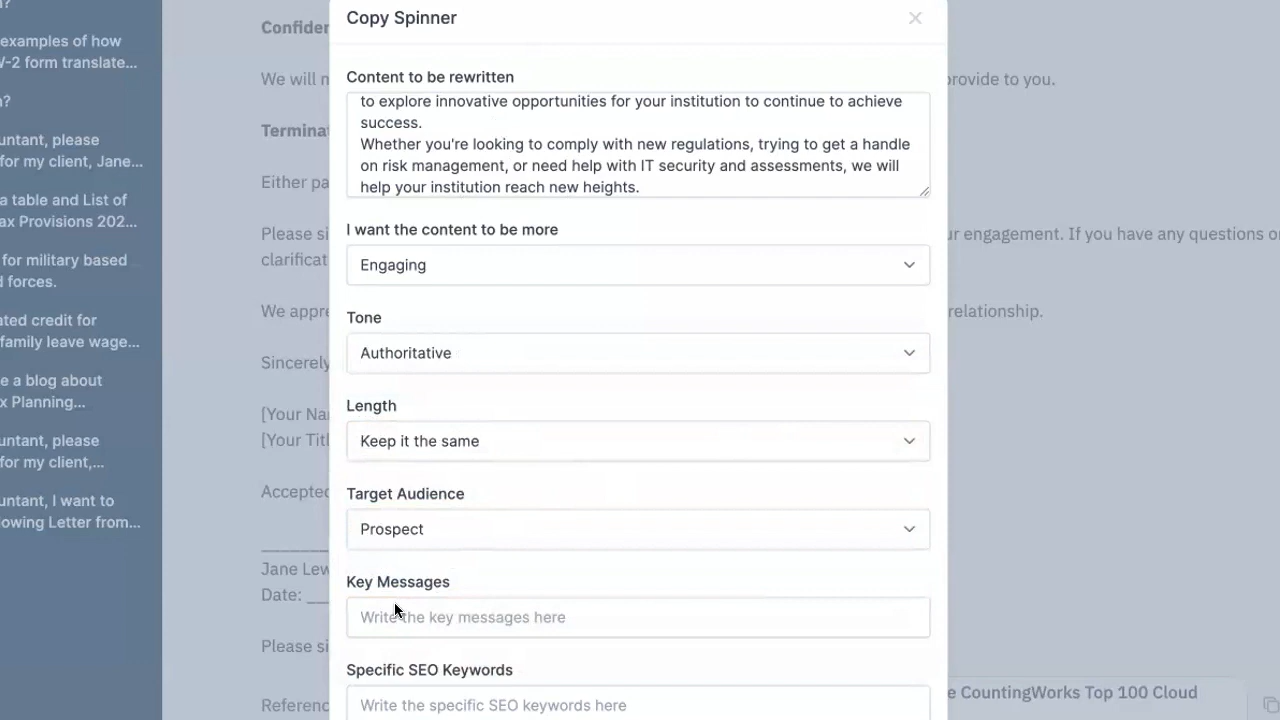 ?
examples of how
V-2 form translate...
?
untant, please
for my client, Jane...
a table and List of
ax Provisions 202...
for military based
d forces.
ated credit for
family leave wage...
e a blog about
x Planning...
untant, please
for my client,...
untant, I want to
lowing Letter from...
Copy Spinner
Content to be rewritten
to explore innovative opportunities for your institution to continue to achieve
success.
Whether you're looking to comply with new regulations, trying to get a handle
on risk management, or need help with IT security and assessments, we will
help your institution reach new heights.
I want the content to be more
Engaging
Tone
Authoritative
Length
Keep it the same
Target Audience
Prospect
Key Messages
Write the key messages here
Specific SEO Keywords
Write the specific SEO keywords here
Confiden
We will n
rovide to you.
Terminat
Either pa
Please si
ur engagement. If you have any questions or
clarificat
We appre
relationship.
Sincerely
[Your Nam
[Your Titl
Accepted
Jane Lew
Date: __
Please si
Referenc
e CountingWorks Top 100 Cloud